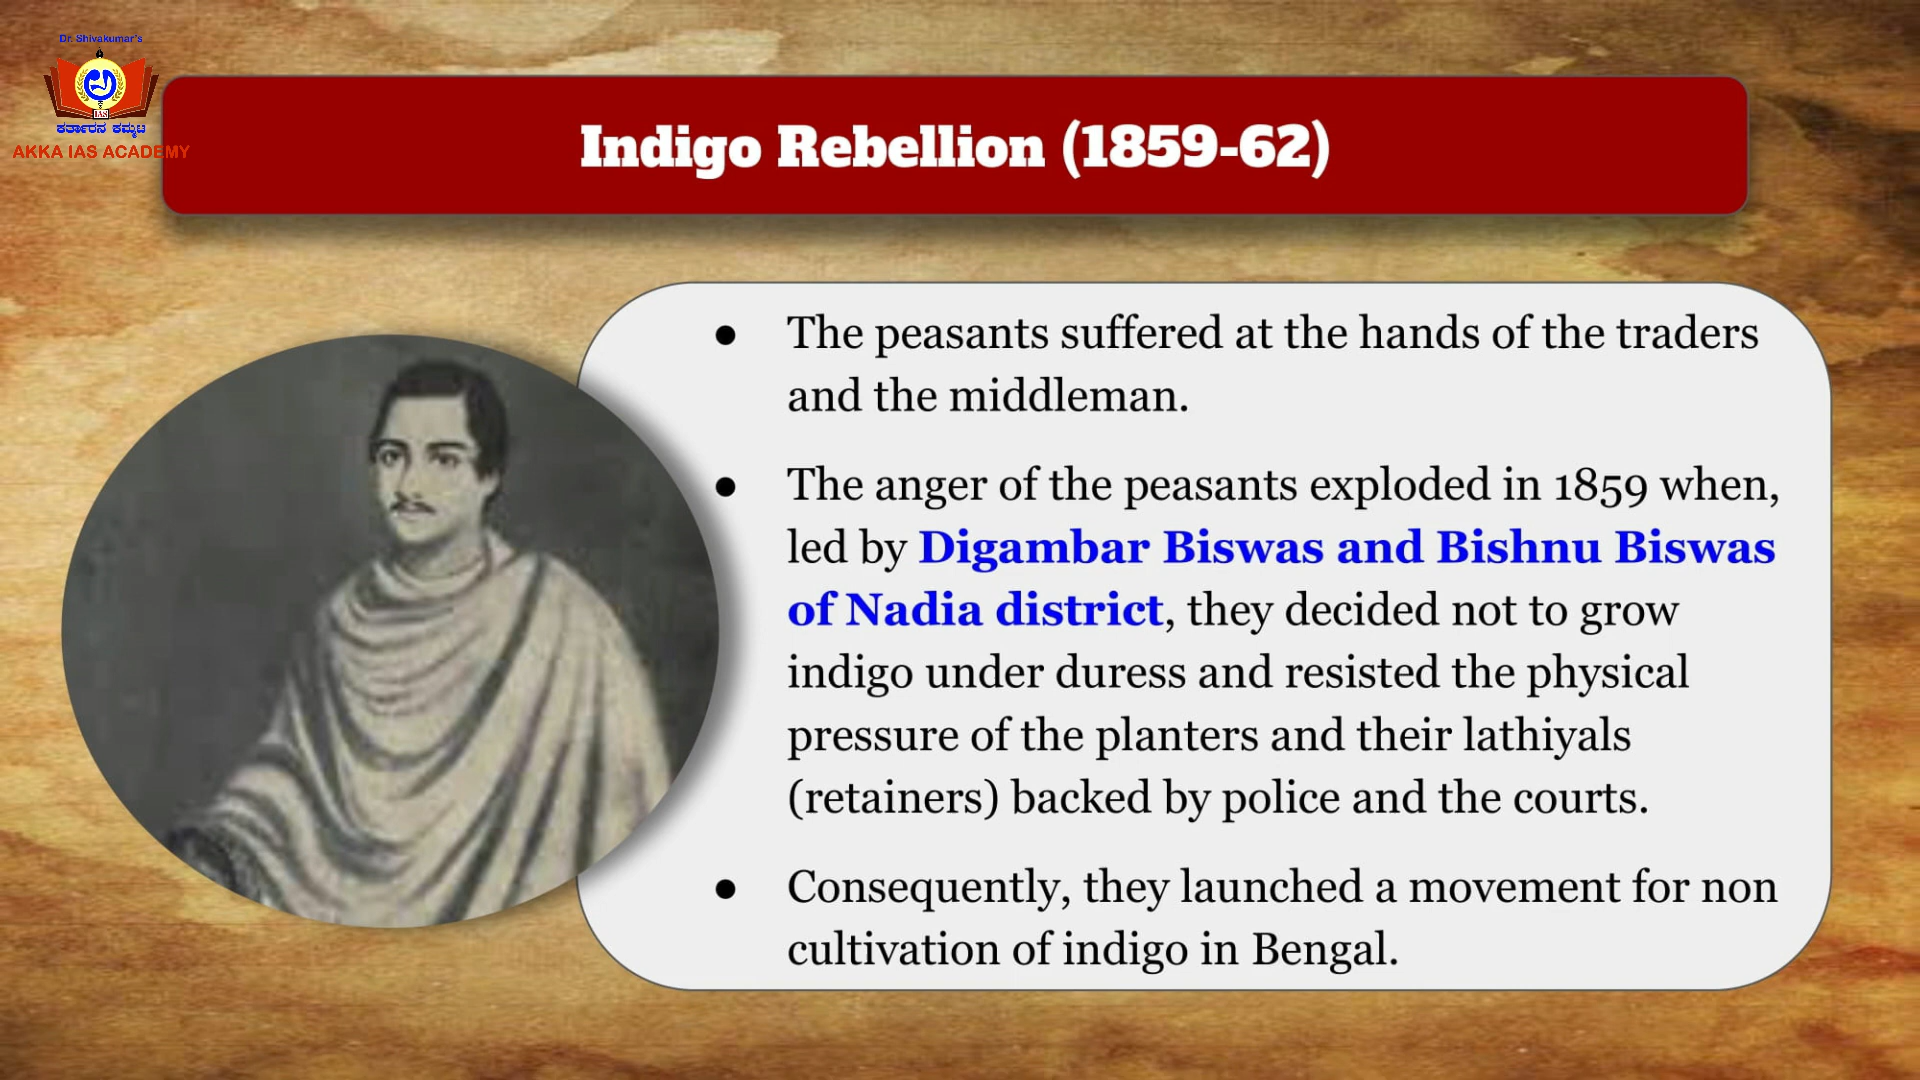 Dr. Shivakumar's
IAS
ಕರ್ತಾರನ ಕಮ್ಮಟ
AKKA IAS ACADEMY
Indigo Rebellion (1859-62)
● The peasants suffered at the hands of the traders
and the middleman.
● The anger of the peasants exploded in 1859 when,
led by Digambar Biswas and Bishnu Biswas
of Nadia district, they decided not to grow
indigo under duress and resisted the physical
pressure of the planters and their lathiyals
(retainers) backed by police and the courts.
● Consequently, they launched a movement for non
cultivation of indigo in Bengal.